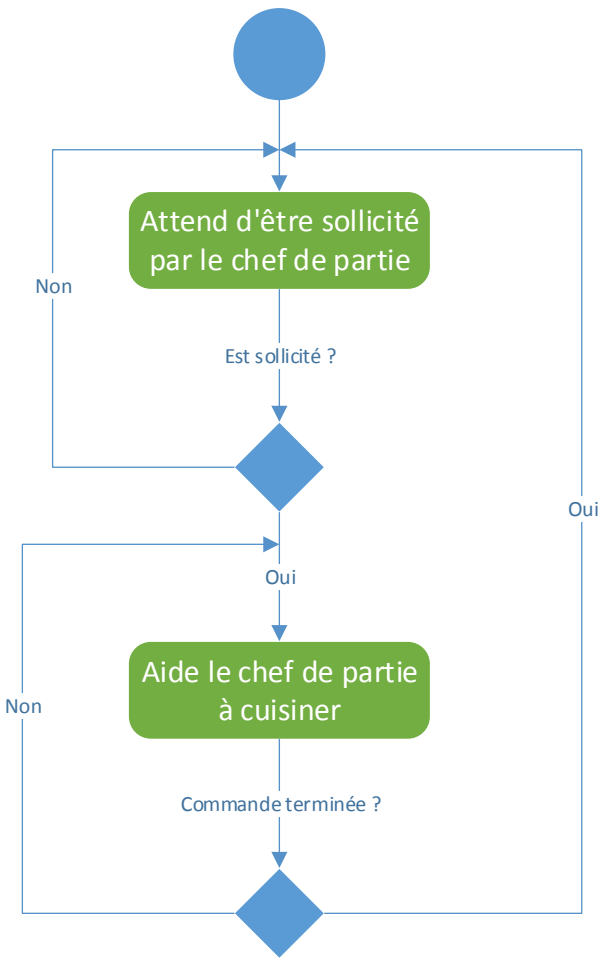 Attend d'être sollicité
par le chef de partie
Non
Est sollicité ?
Oui
Oui
Aide le chef de partie
à cuisiner
Non
Commande terminée ?